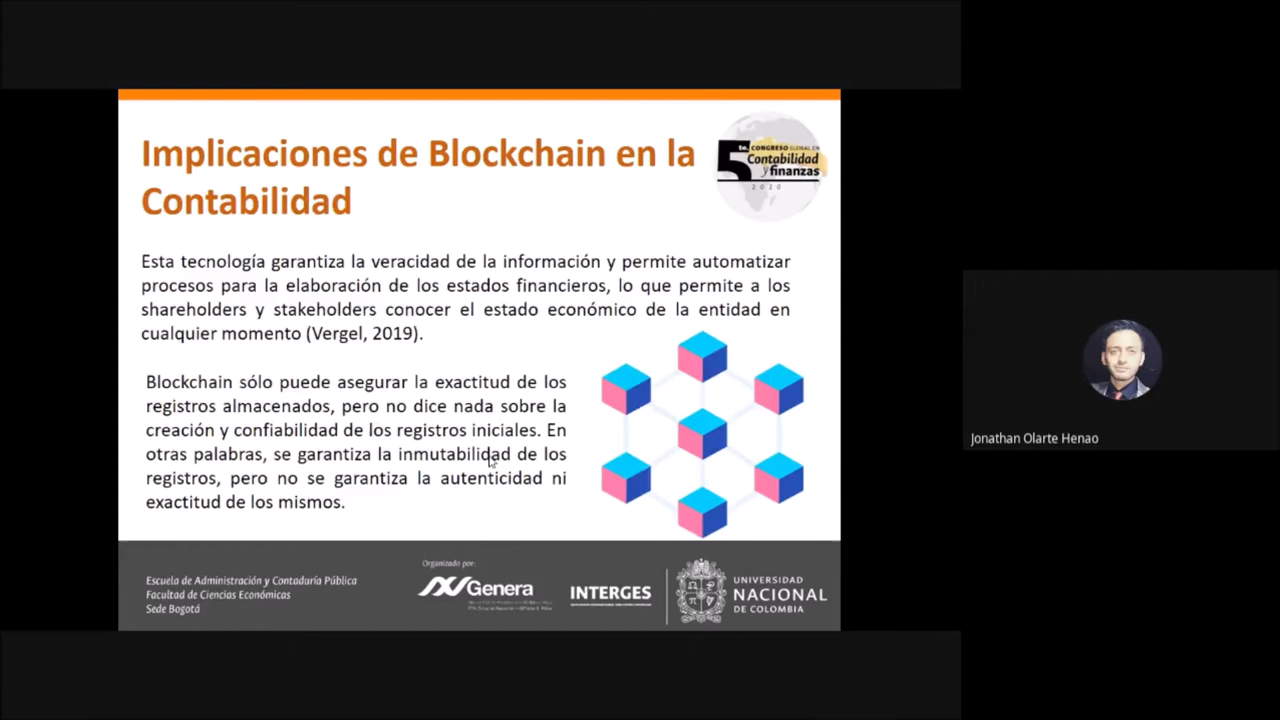 Implicaciones de Blockchain en la
Contabilidad
5to. CONGRESO GLOBAL EN
Contabilidad
y finanzas
2020
Esta tecnología garantiza la veracidad de la información y permite automatizar
procesos para la elaboración de los estados financieros, lo que permite a los
shareholders y stakeholders conocer el estado económico de la entidad en
cualquier momento (Vergel, 2019).
Blockchain sólo puede asegurar la exactitud de los
registros almacenados, pero no dice nada sobre la
creación y confiabilidad de los registros iniciales. En
otras palabras, se garantiza la inmutabilidad de los
registros, pero no se garantiza la autenticidad ni
exactitud de los mismos.
Jonathan Olarte Henao
Escuela de Administración y Contaduría Pública
Facultad de Ciencias Económicas
Sede Bogotá
Organizado por:
Genera
INTERGES
UNIVERSIDAD
NACIONAL
DE COLOMBIA